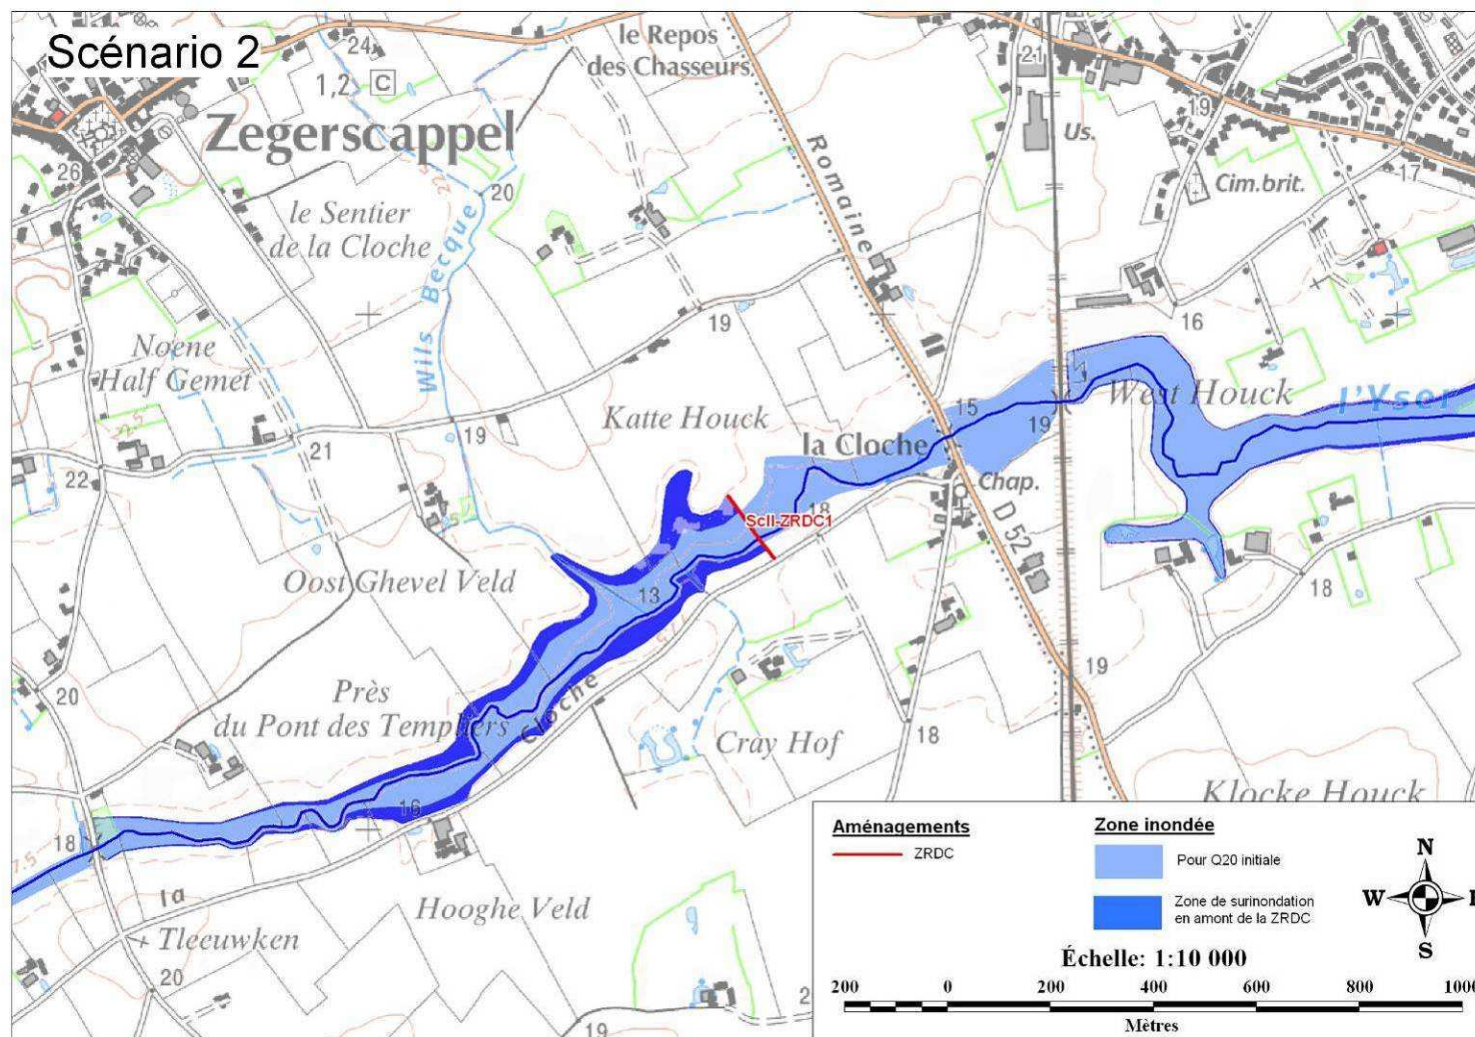 Scénario 2
24
le Repos
des Chasseurs
21
1,2
C
Zegerscappel
Us.
19
26
Romaine
17
Cim.brit.
20
le Sentier
de la Cloche
Wils Becque
19
16
Noene
Half Gemet
Katte Houck
15
West Houck
l'Yser
19
21
19
la Cloche
22
Chap.
18
ScII-ZRDC1
D 52
Oost Ghevel Veld
13
18
20
19
Près
du Pont des Templiers
Cloche
Cray Hof
18
Klocke Houck
16
18
7.5
la
Hooghe Veld
Tleeuwken
20
19
Aménagements
ZRDC
Zone inondée
Pour Q20 initiale
Zone de surinondation
en amont de la ZRDC
N
W
S
Échelle: 1:10 000
200 0 200 400 600 800 1000
Mètres